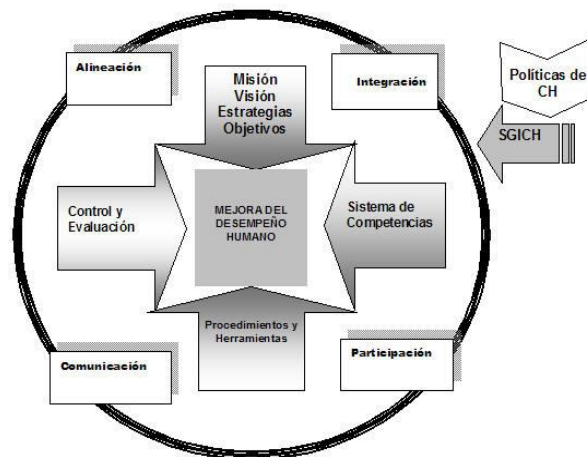 Alineación
Integración
Políticas de
CH
SGICH
Misión
Visión
Estrategias
Objetivos
Control y
Evaluación
MEJORA DEL
DESEMPEÑO
HUMANO
Sistema de
Competencias
Procedimientos y
Herramientas
Comunicación
Participación